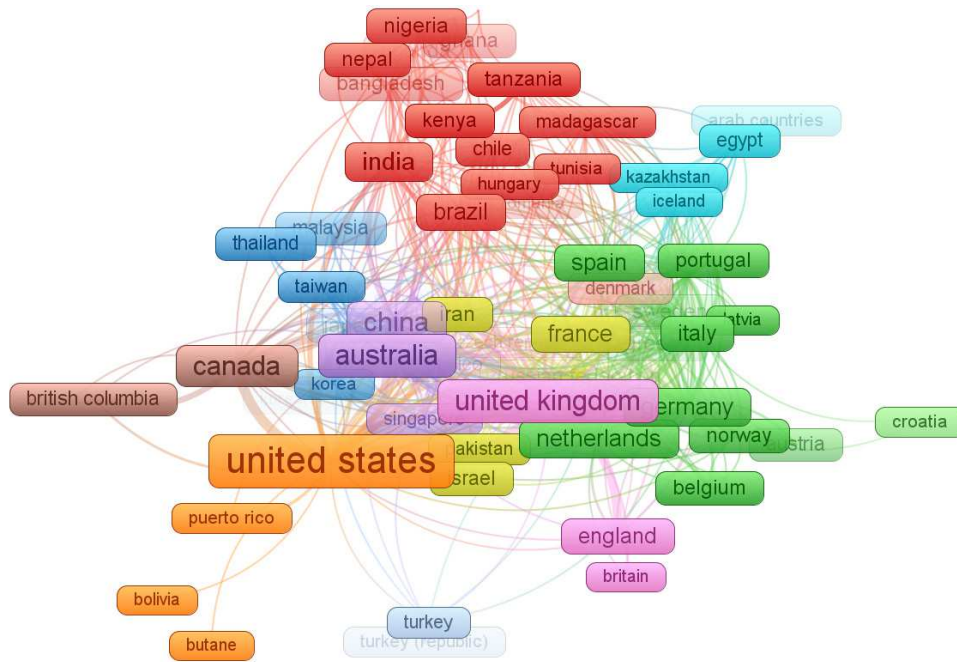 nigeria
ghana
nepal
bangladesh
tanzania
kenya
madagascar
arab countries
egypt
chile
india
tunisia
kazakhstan
hungary
iceland
brazil
malaysia
thailand
spain
portugal
taiwan
denmark
china
iran
france
italy
latvia
australia
canada
korea
british columbia
united kingdom
germany
singapore
netherlands
norway
austria
croatia
pakistan
united states
israel
belgium
puerto rico
england
britain
bolivia
turkey
butane
turkey (republic)